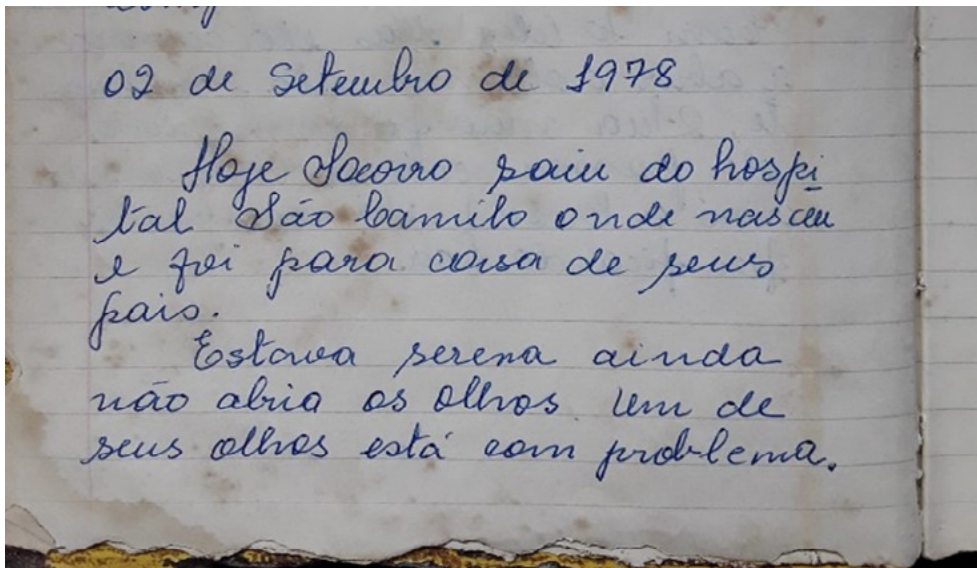 02 de Setembro de 1978
Hoje Socorro saiu do hospi
tal São Camilo onde nasceu
e foi para casa de seus
pais.
Estava serena ainda
não abria os olhos. Um de
seus olhos está com problema.